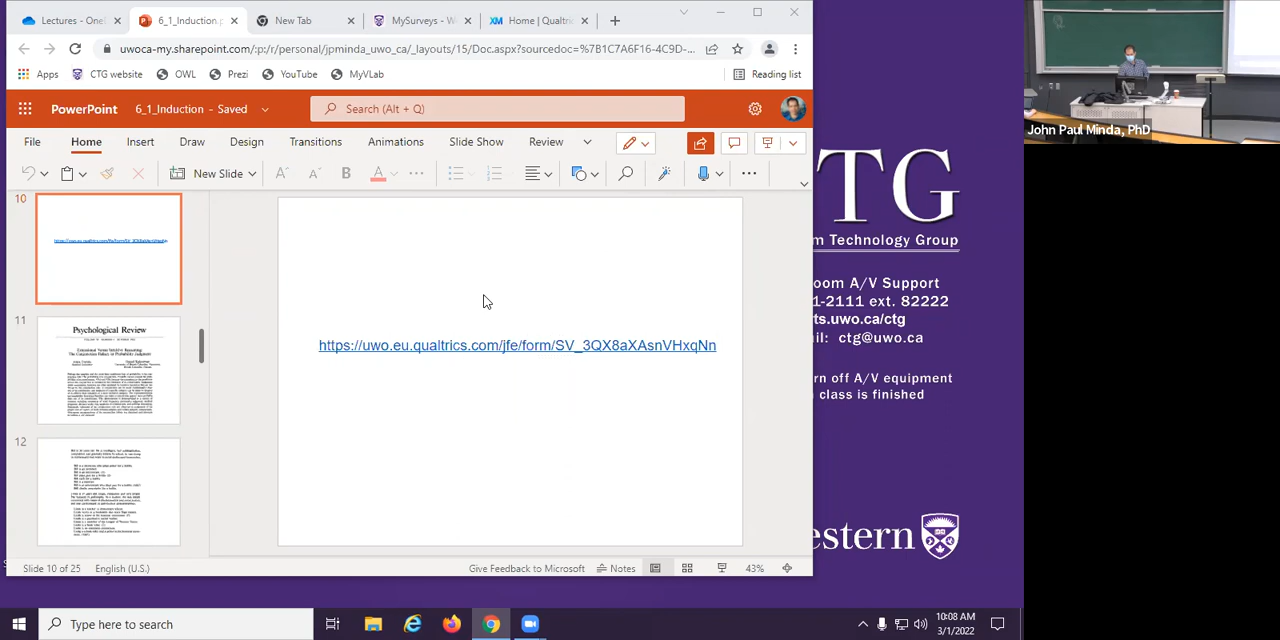 Lectures - One
6_1_Induction.p
New Tab
MySurveys - W
Home | Qualtric
uwoca-my.sharepoint.com/:p:/r/personal/jpminda_uwo_ca/_layouts/15/Doc.aspx?sourcedoc=%7B1C7A6F16-4C9D-...
Apps
CTG website
OWL
Prezi
YouTube
MyVLab
Reading list
PowerPoint
6_1_Induction - Saved
Search (Alt + Q)
File
Home
Insert
Draw
Design
Transitions
Animations
Slide Show
Review
New Slide
B
A
10
11
Psychological Review
12
https://uwo.eu.qualtrics.com/jfe/form/SV_3QX8aXAsnVHxqNn
Slide 10 of 25
English (U.S.)
Give Feedback to Microsoft
Notes
43%
TG
m Technology Group
oom A/V Support
1-2111 ext. 82222
ts.uwo.ca/ctg
il: ctg@uwo.ca
rn off A/V equipment
class is finished
estern
John Paul Minda, PhD
Type here to search
10:08 AM
3/1/2022